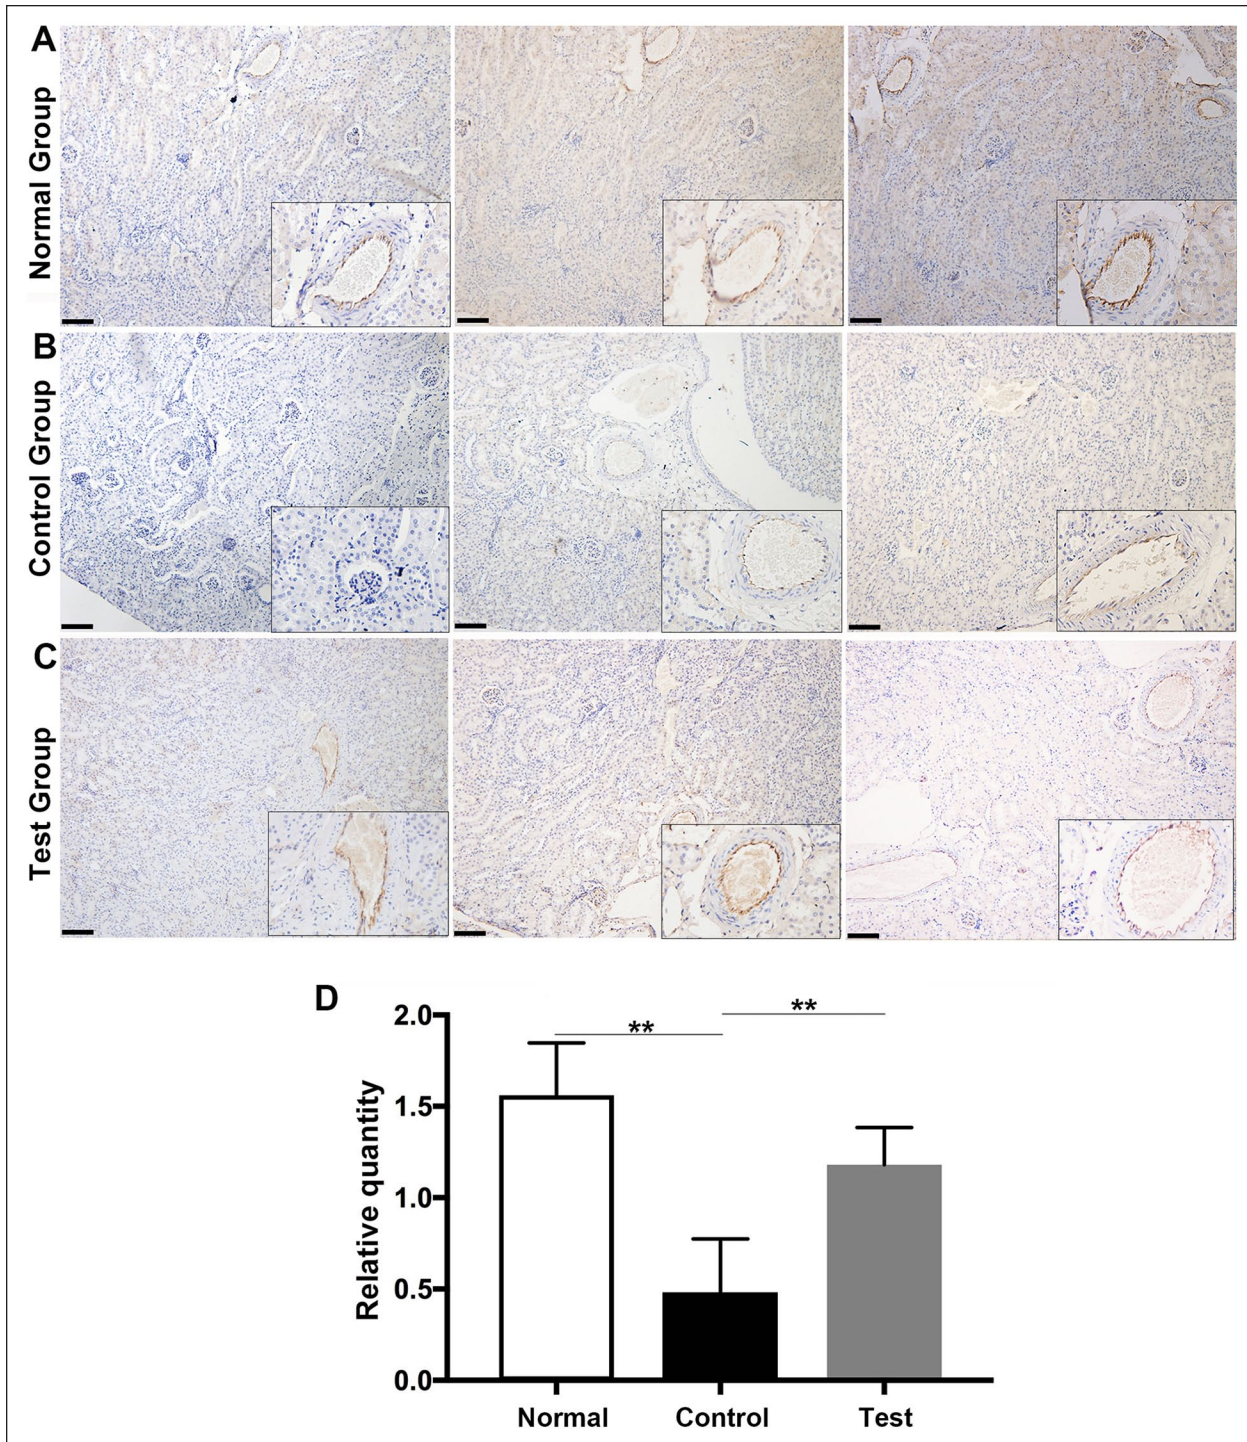 A
Normal Group
B
Control Group
C
Test Group
D
2.0
1.5
1.0
0.5
0.0
Relative quantity
**
**
Normal
Control
Test